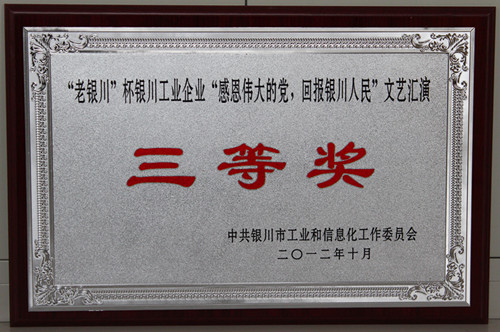 “老银川”杯银川工业企业“感恩伟大的党，回报银川人民”文艺汇演
三等奖
中共银川市工业和信息化工作委员会
二〇一二年十月